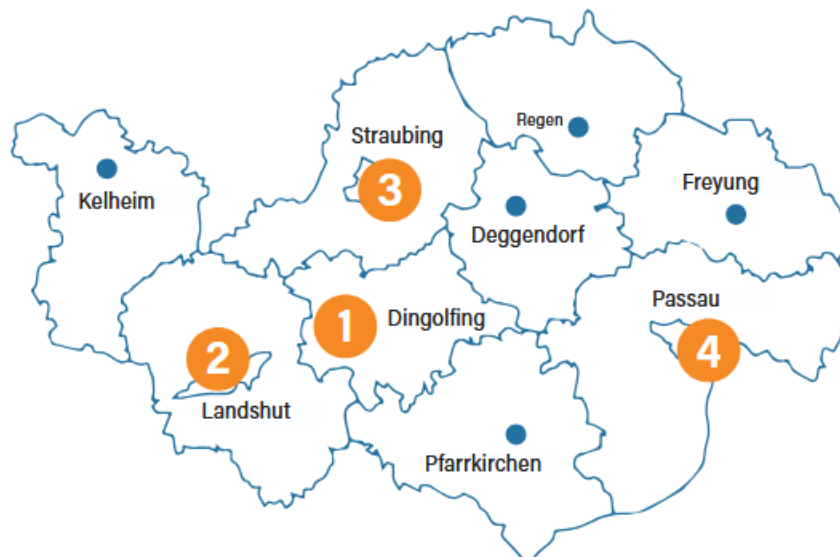 Regen
Straubing
3
Kelheim
Freyung
Deggendorf
Passau
1
Dingolfing
2
4
Landshut
Pfarrkirchen